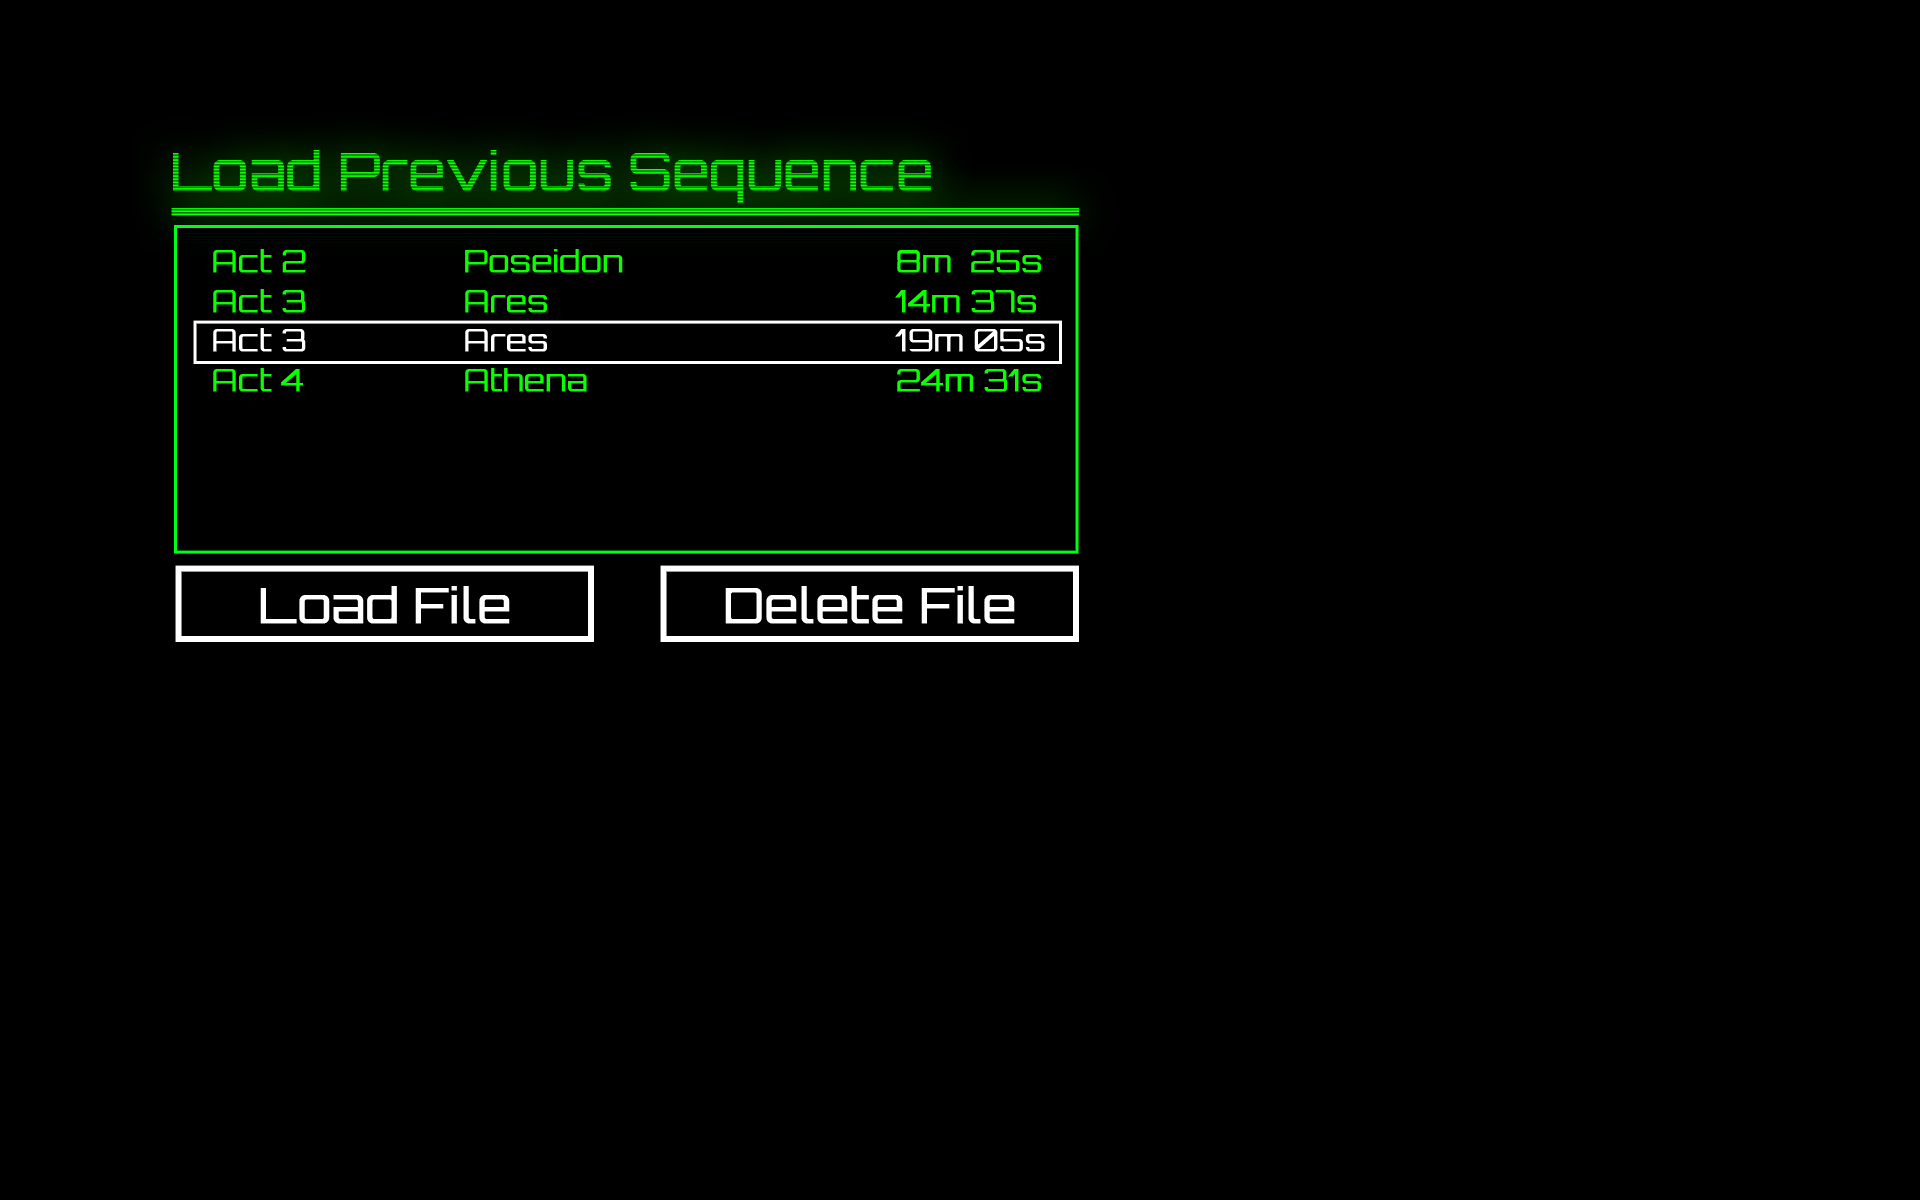 Load Previous Sequence
Act 2 Poseidon 8m 25s
Act 3 Ares 14m 37s
Act 3 Ares 19m 05s
Act 4 Athena 24m 31s
Load File Delete File